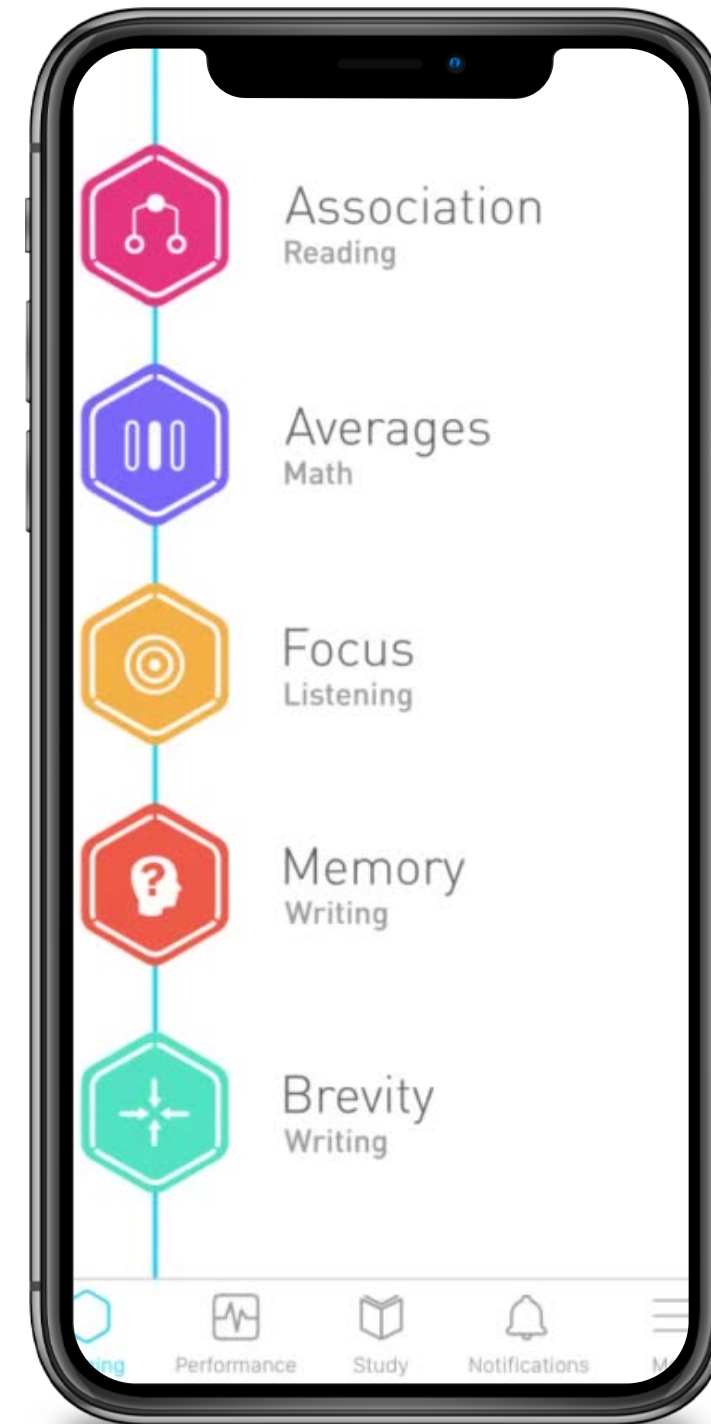 Association
Reading
Averages
Math
Focus
Listening
Memory
Writing
Brevity
Writing
Performance Study Notifications